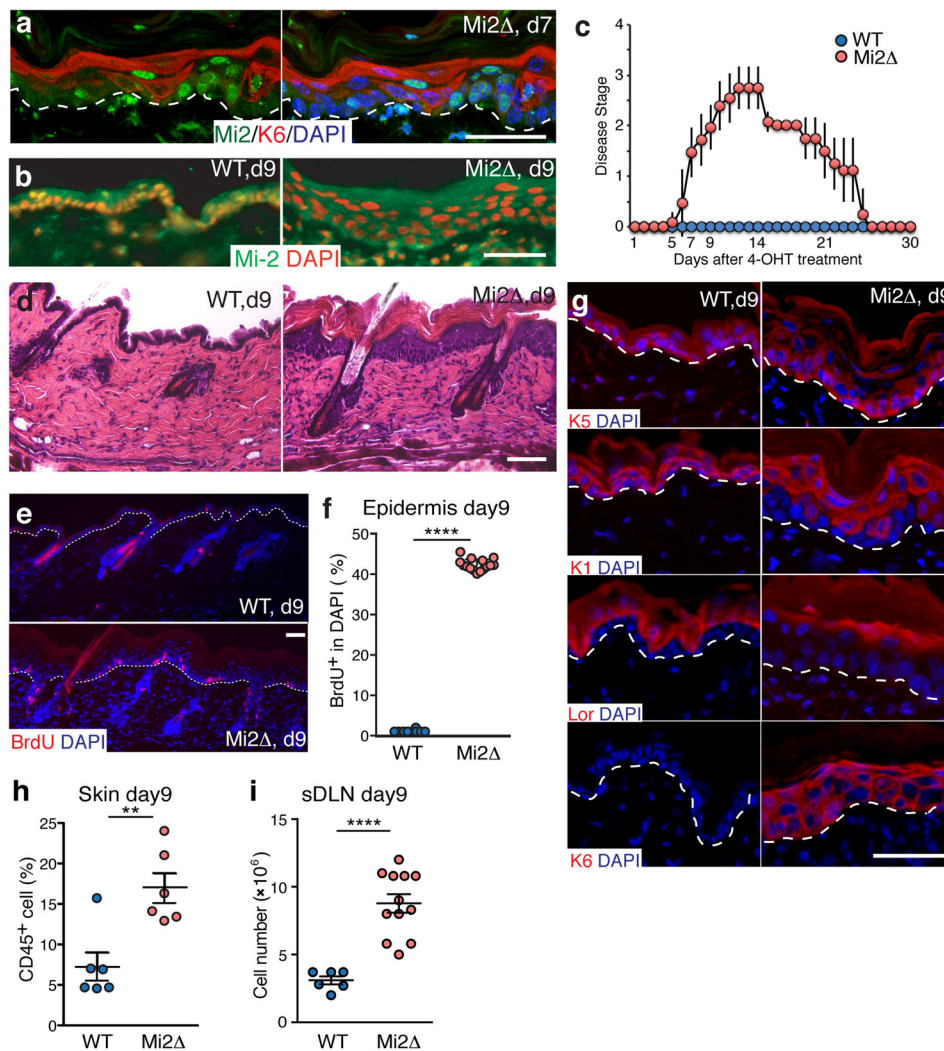 a
Mi2Δ, d7
Mi2/K6/DAPI
b
WT,d9
Mi2Δ, d9
Mi-2 DAPI
c
WT
Mi2Δ
Disease Stage
4
3
2
1
0
1 5 7 9 14 21 30
Days after 4-OHT treatment
d
WT,d9
Mi2Δ,d9
e
WT, d9
Mi2Δ, d9
BrdU DAPI
f
Epidermis day9
****
BrdU⁺ in DAPI ( %)
50
40
30
20
10
0
WT Mi2Δ
g
WT,d9
Mi2Δ, d9
K5 DAPI
K1 DAPI
Lor DAPI
K6 DAPI
h
Skin day9
**
CD45⁺ cell (%)
25
20
15
10
5
0
WT Mi2Δ
i
sDLN day9
****
Cell number (×10⁶)
15
10
5
0
WT Mi2Δ